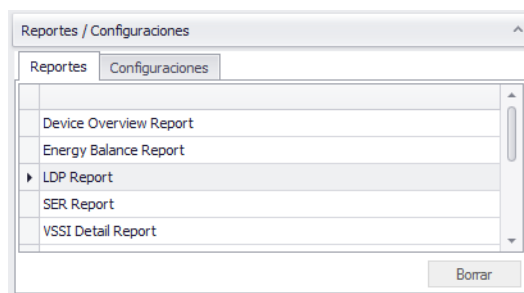 Reportes / Configuraciones
Reportes Configuraciones
Device Overview Report
Energy Balance Report
LDP Report
SER Report
VSSI Detail Report
Borrar